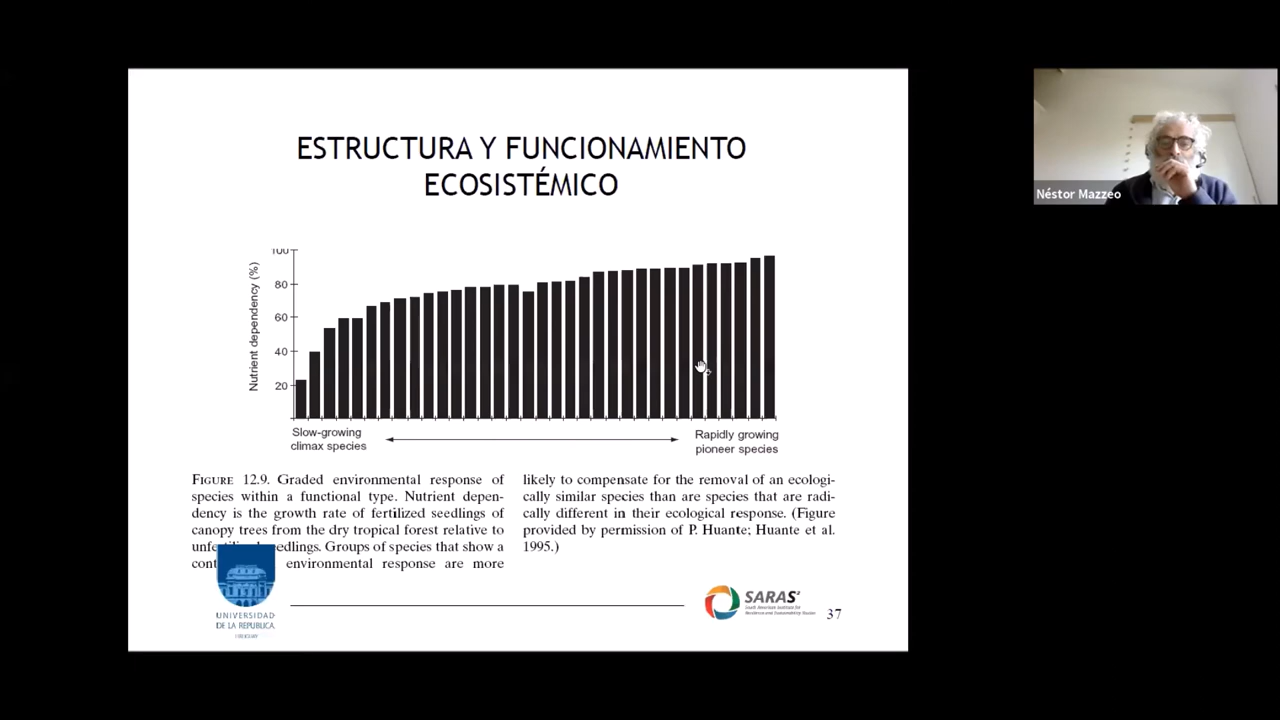 ESTRUCTURA Y FUNCIONAMIENTO
ECOSISTÉMICO
Nutrient dependency (%)
100
80
60
40
20
Slow-growing
climax species
Rapidly growing
pioneer species
FIGURE 12.9. Graded environmental response of
species within a functional type. Nutrient depen-
dency is the growth rate of fertilized seedlings of
canopy trees from the dry tropical forest relative to
edlings. Groups of species that show a
environmental response are more
likely to compensate for the removal of an ecologi-
cally similar species than are species that are radi-
cally different in their ecological response. (Figure
provided by permission of P. Huante; Huante et al.
1995.)
UNIVERSIDAD
DE LA REPÚBLICA
URUGUAY
SARAS²
South American Institute for
Resilience and Sustainability Studies
37
Néstor Mazzeo